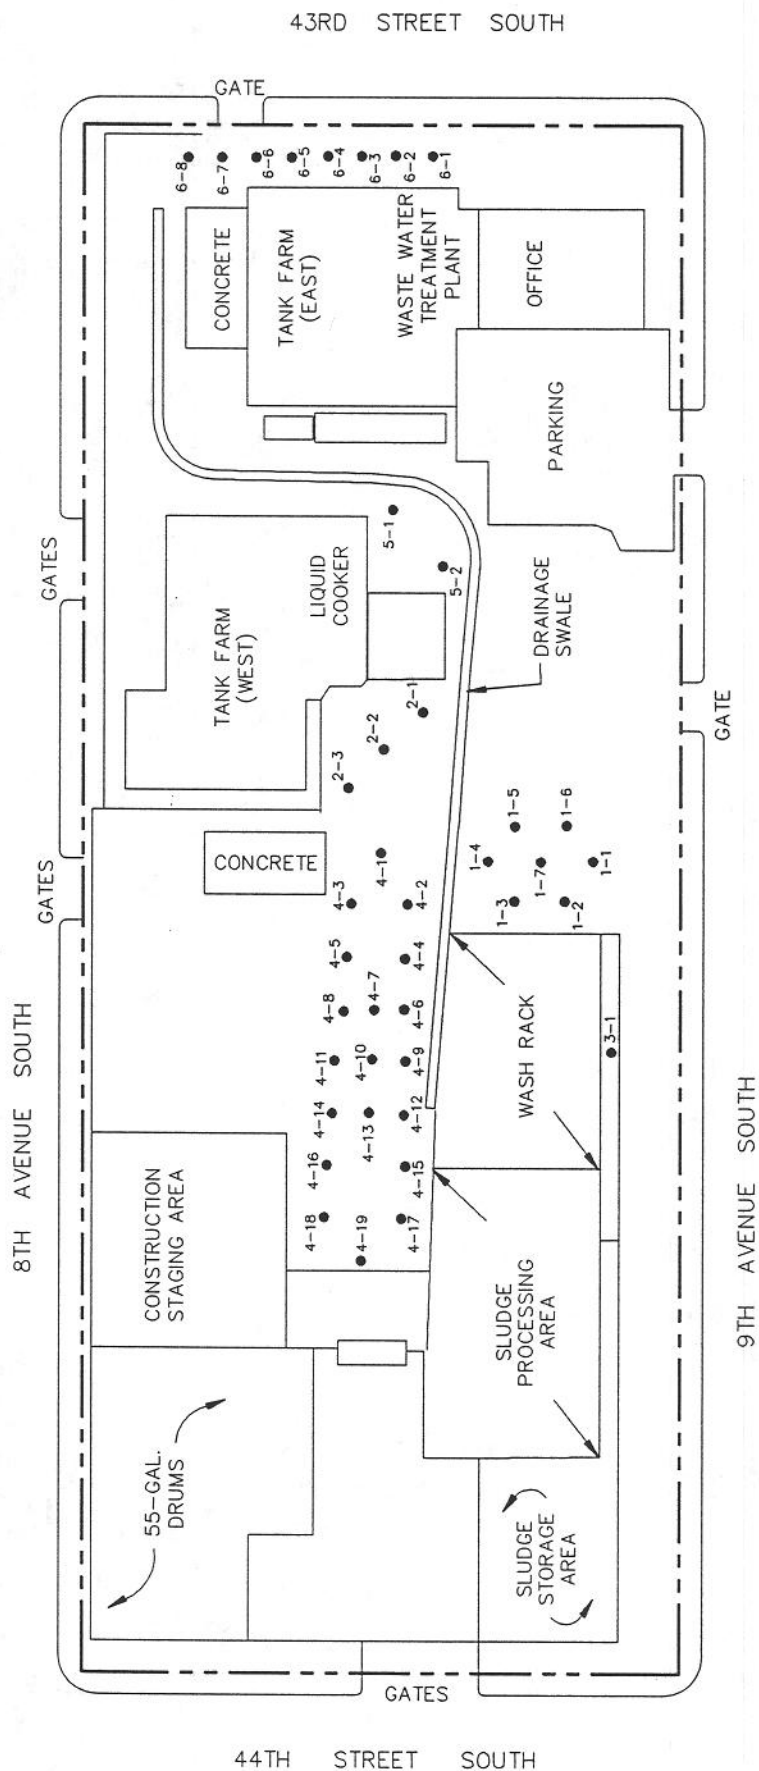 43RD STREET SOUTH
GATE
6-8
6-7
6-6
6-5
6-4
6-3
6-2
6-1
CONCRETE
TANK FARM
(EAST)
WASTE WATER
TREATMENT
PLANT
OFFICE
PARKING
5-1
5-2
GATES
TANK FARM
(WEST)
LIQUID
COOKER
DRAINAGE
SWALE
GATE
2-1
2-2
2-3
1-5
1-6
1-4
1-7
1-1
1-3
1-2
CONCRETE
GATES
4-1
4-3
4-2
4-5
4-4
4-8
4-7
4-6
4-11
4-10
4-9
4-14
4-13
4-12
4-16
4-15
4-18
4-19
4-17
WASH RACK
3-1
8TH AVENUE SOUTH
9TH AVENUE SOUTH
CONSTRUCTION
STAGING AREA
SLUDGE
PROCESSING
AREA
55-GAL.
DRUMS
SLUDGE
STORAGE
AREA
GATES
44TH STREET SOUTH